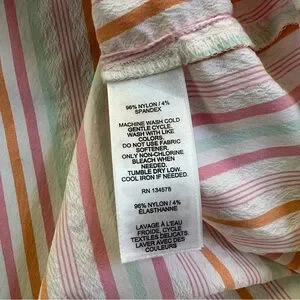 96% NYLON / 4%
SPANDEX
MACHINE WASH COLD
GENTLE CYCLE.
WASH WITH LIKE
COLORS.
DO NOT USE FABRIC
SOFTENER.
ONLY NON-CHLORINE
BLEACH WHEN
NEEDED.
TUMBLE DRY LOW.
COOL IRON IF NEEDED.
RN 134578
96% NYLON / 4%
ÉLASTHANNE
LAVAGE À L'EAU
FROIDE, CYCLE
TEXTILES DELICATS.
LAVER AVEC DES
COULEURS